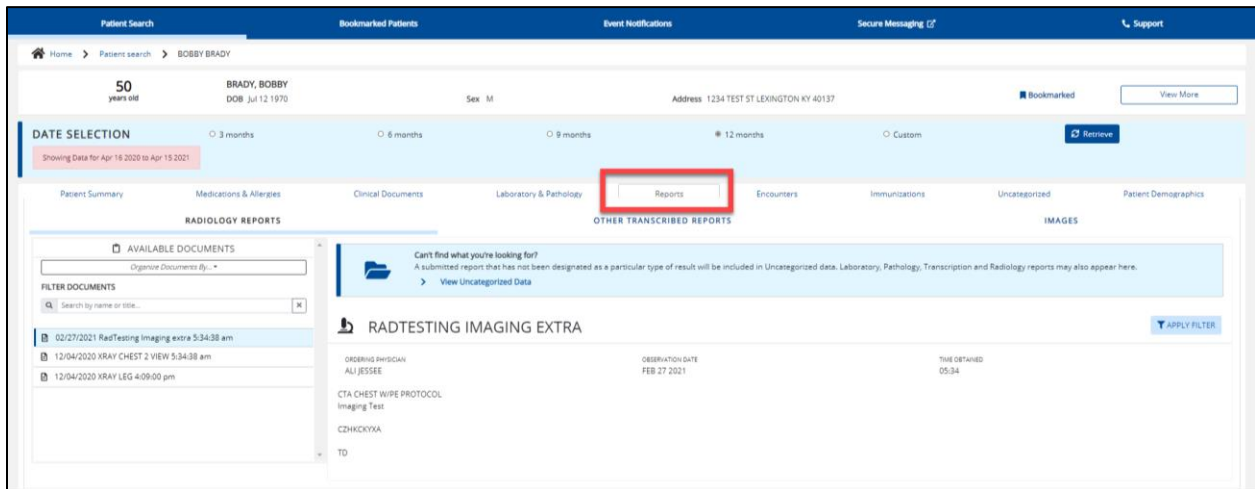 Patient Search Bookmarked Patients Event Notifications Secure Messaging Support
Home > Patient search > BOBBY BRADY
50 years old
BRADY, BOBBY
DOB Jul 12 1970
Sex M
Address 1234 TEST ST LEXINGTON KY 40137
Bookmarked
View More
DATE SELECTION 3 months 6 months 9 months 12 months Custom Retrieve
Showing Data for Apr 16 2020 to Apr 15 2021
Patient Summary Medications & Allergies Clinical Documents Laboratory & Pathology Reports Encounters Immunizations Uncategorized Patient Demographics
RADIOLOGY REPORTS OTHER TRANSCRIBED REPORTS IMAGES
AVAILABLE DOCUMENTS
Organize Documents By...
FILTER DOCUMENTS
Search by name or title...
02/27/2021 RadTesting Imaging extra 5:34:38 am
12/04/2020 XRAY CHEST 2 VIEW 5:34:38 am
12/04/2020 XRAY LEG 4:09:00 pm
Can't find what you're looking for?
A submitted report that has not been designated as a particular type of result will be included in Uncategorized data. Laboratory, Pathology, Transcription and Radiology reports may also appear here.
> View Uncategorized Data
RADTESTING IMAGING EXTRA
APPLY FILTER
ORDERING PHYSICIAN OBSERVATION DATE TIME OBTAINED
ALI JESSEE FEB 27 2021 05:34
CTA CHEST W/PE PROTOCOL
Imaging Test
CZHKCKYXA
TD